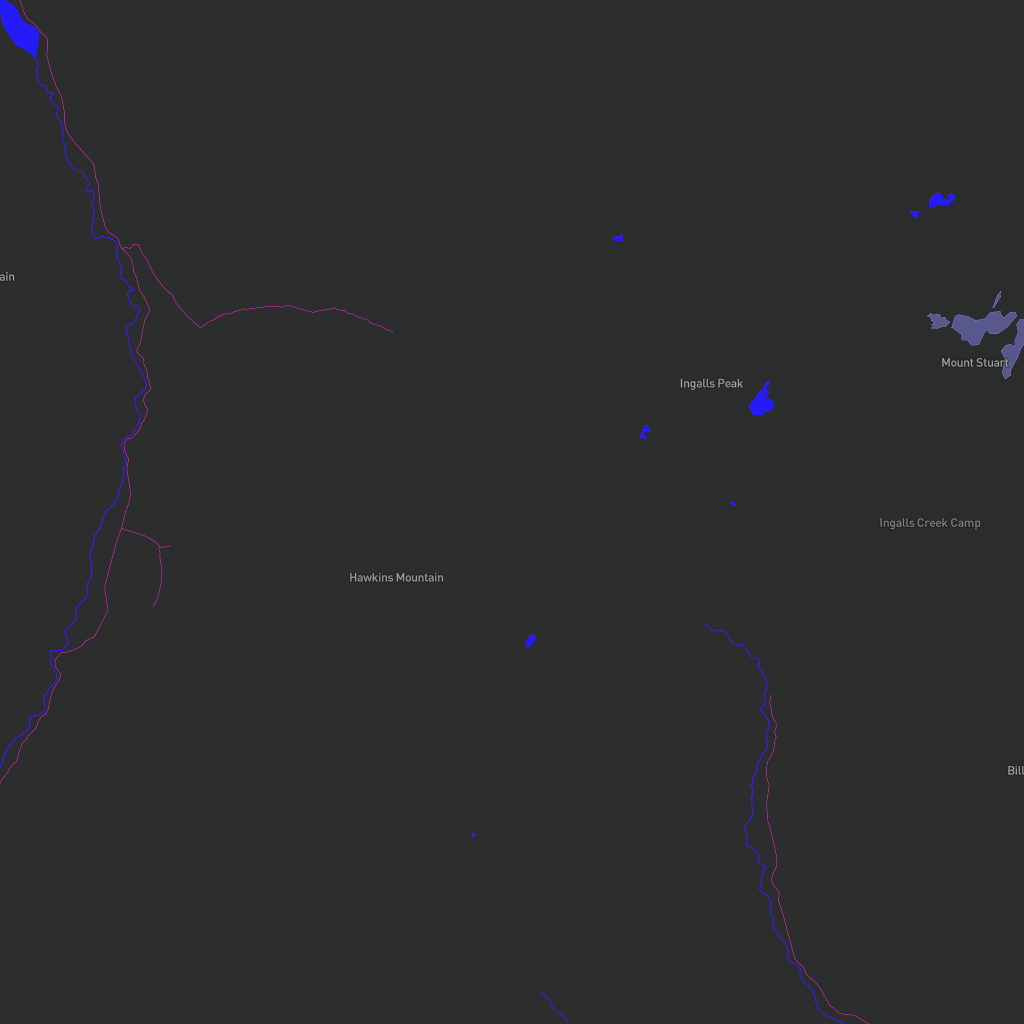 ain
Mount Stuart
Ingalls Peak
Ingalls Creek Camp
Hawkins Mountain
Bill